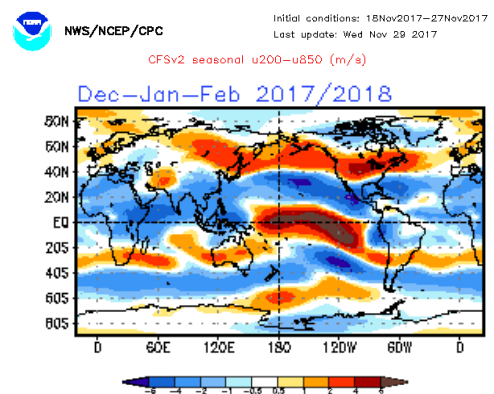 NOAA
NWS/NCEP/CPC
Initial conditions: 18Nov2017–27Nov2017
Last update: Wed Nov 29 2017
CFSv2 seasonal u200–u850 (m/s)
Dec–Jan–Feb 2017/2018
80N
60N
40N
20N
EQ
20S
40S
60S
80S
0 60E 120E 180 120W 60W 0
-6 -4 -2 -1 -0.5 0.5 1 2 4 6